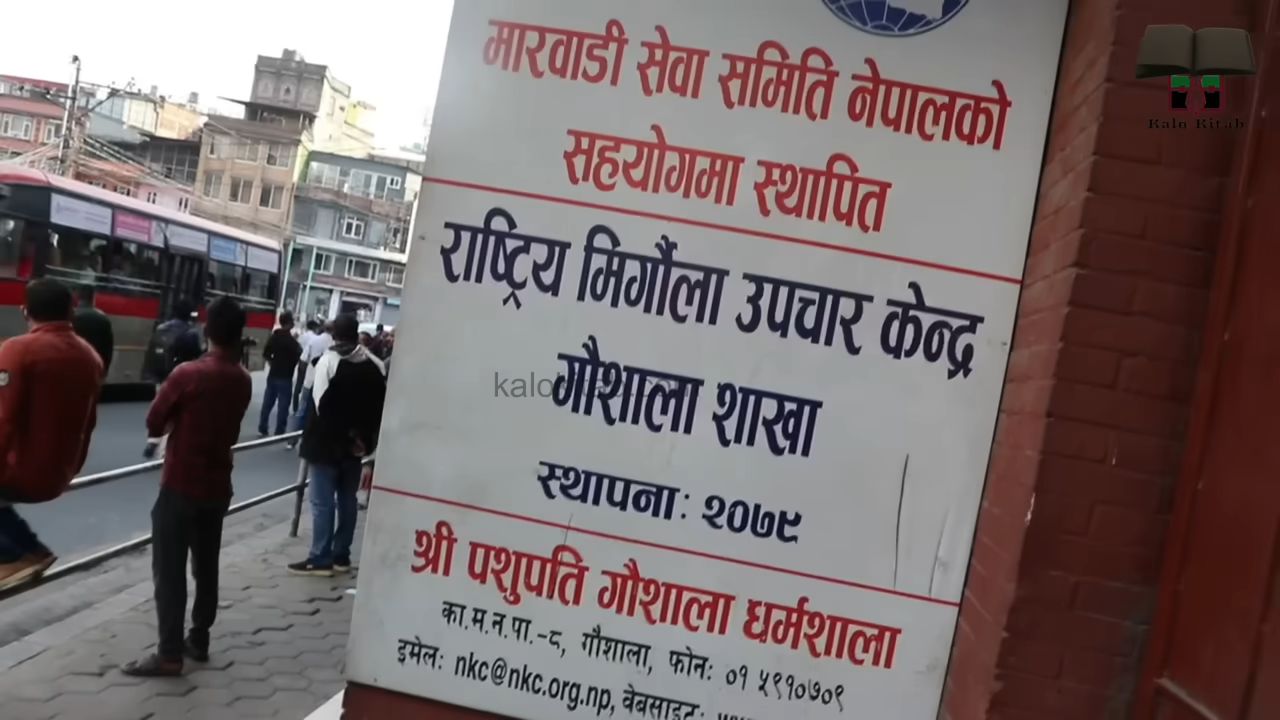 मारवाडी सेवा समिति नेपालको
सहयोगमा स्थापित
राष्ट्रिय मिर्गौला उपचार केन्द्र
गौशाला शाखा
स्थापना: २०७९
श्री पशुपति गौशाला धर्मशाला
का.म.न.पा.-८, गौशाला, फोन: ०१ ५९१०७०९
इमेल: nkc@nkc.org.np, वेबसाइट:
Kalo Kitab